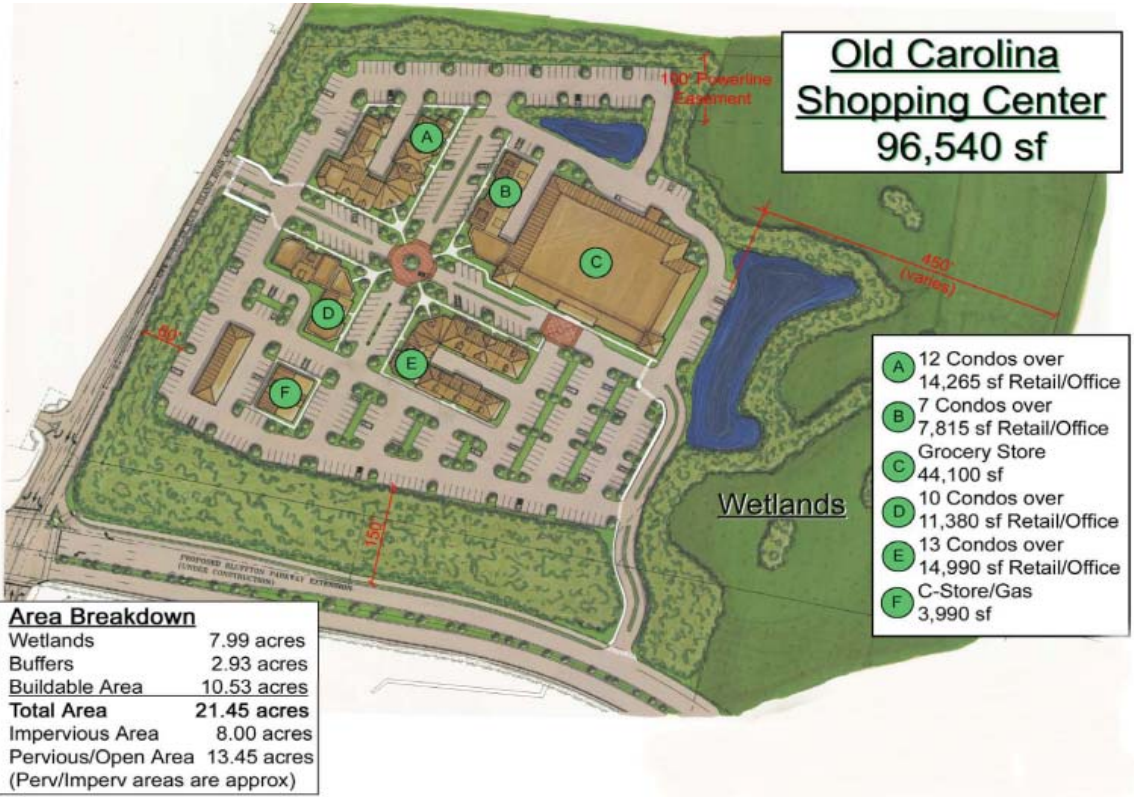 Old Carolina
Shopping Center
96,540 sf
100' Powerline
Easement
A
B
C
D
E
F
450'
(varies)
80'
150'
Wetlands
PROPOSED BLUFFTON PARKWAY EXTENSION
(UNDER CONSTRUCTION)
A 12 Condos over
14,265 sf Retail/Office
B 7 Condos over
7,815 sf Retail/Office
C Grocery Store
44,100 sf
D 10 Condos over
11,380 sf Retail/Office
E 13 Condos over
14,990 sf Retail/Office
F C-Store/Gas
3,990 sf
Area Breakdown
Wetlands 7.99 acres
Buffers 2.93 acres
Buildable Area 10.53 acres
Total Area 21.45 acres
Impervious Area 8.00 acres
Pervious/Open Area 13.45 acres
(Perv/Imperv areas are approx)